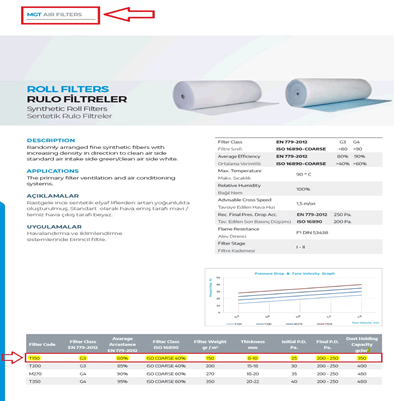 MGT AIR FILTERS
ROLL FILTERS
RULO FİLTRELER
Synthetic Roll Filters
Sentetik Rulo Filtreler
DESCRIPTION
Randomly arranged fine synthetic fibers with
increasing density in direction to clean air side
standard air intake side green/clean air side white.
APPLICATIONS
The primary filter ventilation and air conditioning
systems.
AÇIKLAMALAR
Rastgele ince sentetik elyaf liflerden artan yoğunlukta
oluşturulmuş, Standart olarak hava emiş tarafı mavi /
temiz hava çıkış tarafı beyaz.
UYGULAMALAR
Havalandırma ve iklimlendirme
sistemlerinde birincil filtre.
Filter Class EN 779-2012 G3 G4
Filtre Sınıfı ISO 16890-COARSE
Average Efficiency EN 779-2012 80% 90%
Ortalama Verimlilik ISO 16890-COARSE
Max. Temperature
Maks. Sıcaklık
90 ° C
Relative Humidity
Bağıl Nem
100%
Advisable Cross Speed
Tavsiye Edilen Hava Hızı
1,5 m/sn
Rec. Final Pres. Drop Acc. EN 779-2012 250 Pa.
Tav. Edilen Son Basınç Düşümü ISO 16890 200 Pa.
Flame Resistance
Alev Direnci
F1 DIN 53438
Filter Stage
Filtre Kademesi
I - II
Pressure Drop & Face Velocity Graph
Filter Code Filter Class EN 779-2012 Average Arrestance EN 779-2012 Filter Class ISO 16890 Filter Weight gr / m² Thickness mm Initial P.D. Pa. Final P.D. Pa. Dust Holding Capacity gr/m²
T150 G3 80% ISO COARSE 40% 150 8-10 25 200 - 250 350
T200 G3 85% ISO COARSE 40% 200 15-18 30 200 - 250 400
M270 G4 90% ISO COARSE 60% 270 18-20 35 200 - 250 450
T350 G4 95% ISO COARSE 60% 350 20-22 40 200 - 250 460